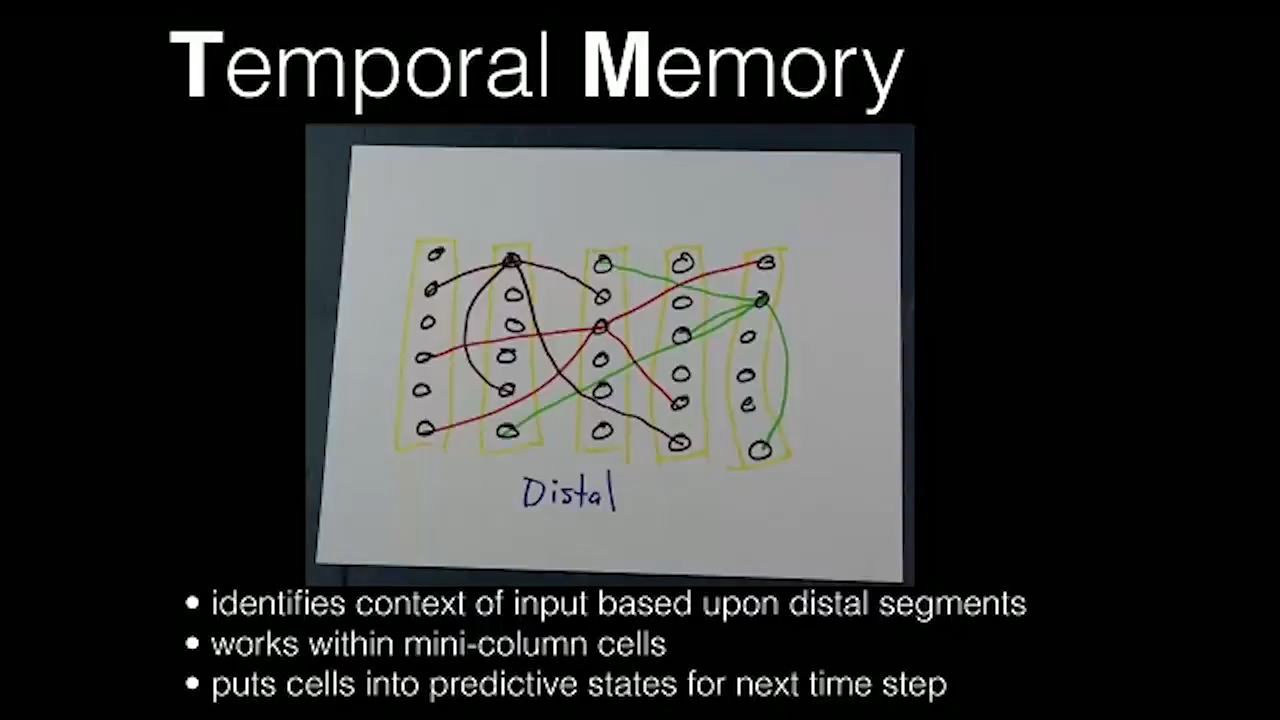 Temporal Memory
Distal
• identifies context of input based upon distal segments
• works within mini-column cells
• puts cells into predictive states for next time step